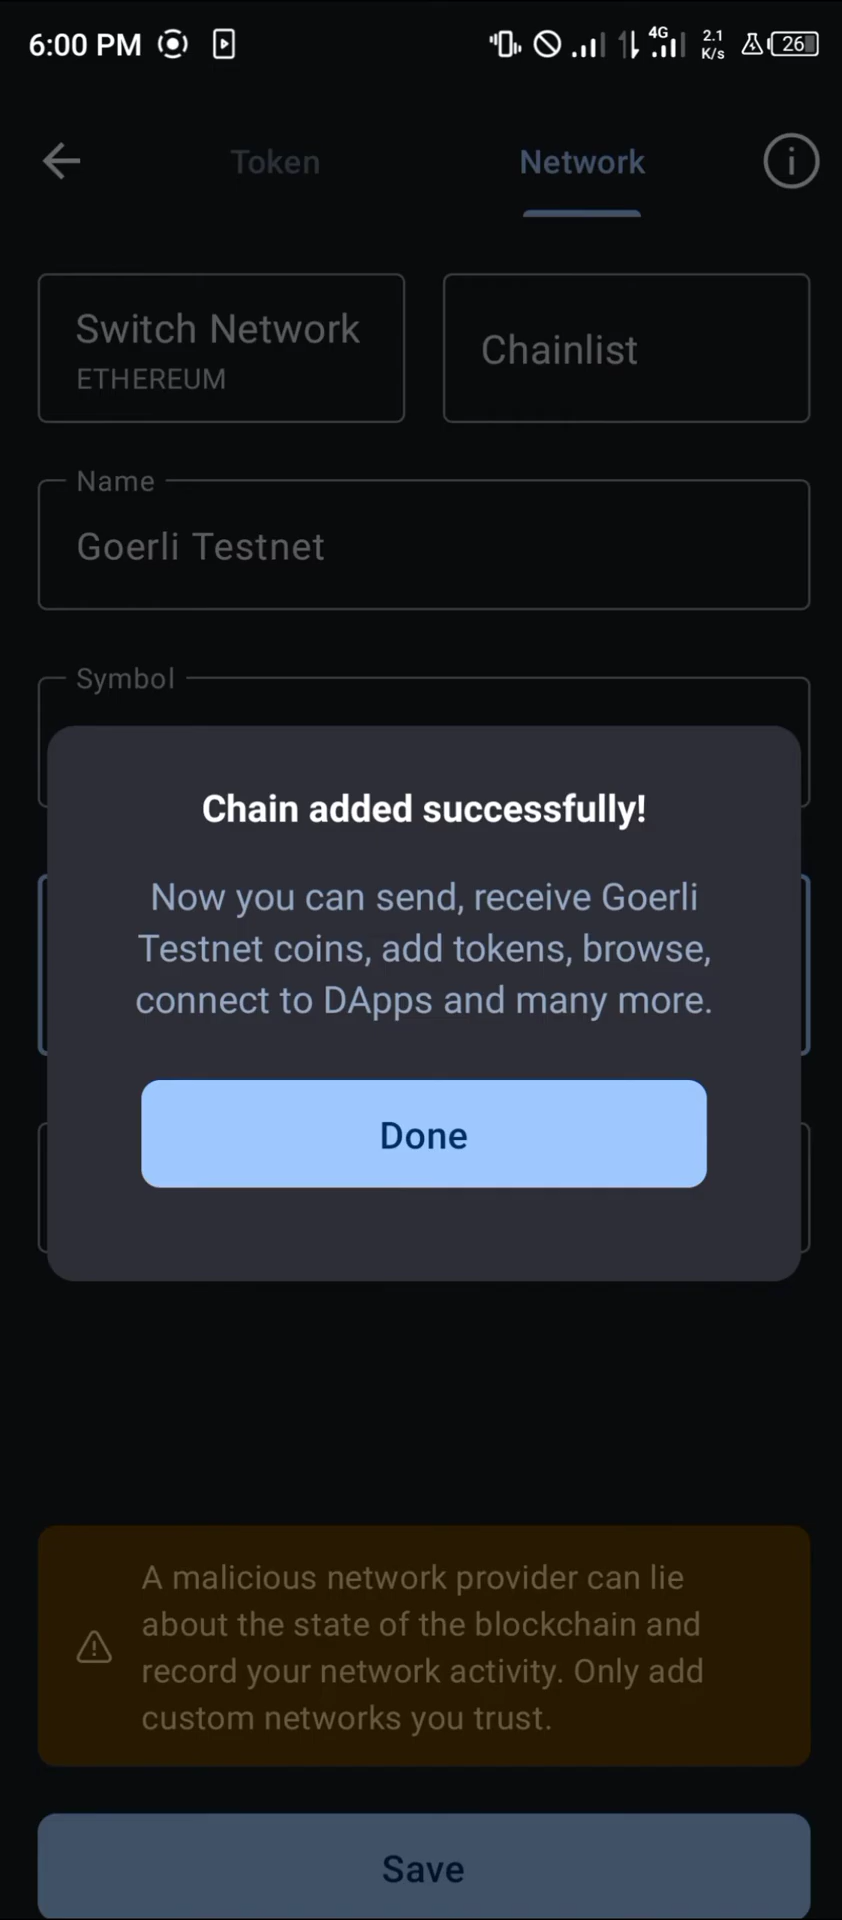 6:00 PM
4G
2.1
K/s
26
Token
Network
Switch Network
ETHEREUM
Chainlist
Name
Goerli Testnet
Symbol
Chain added successfully!
Now you can send, receive Goerli
Testnet coins, add tokens, browse,
connect to DApps and many more.
Done
A malicious network provider can lie
about the state of the blockchain and
record your network activity. Only add
custom networks you trust.
Save